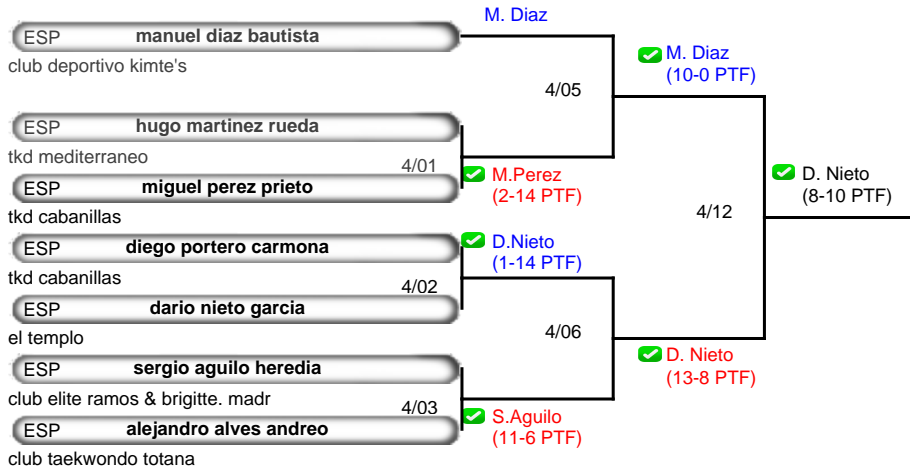 M. Diaz
ESP manuel diaz bautista
club deportivo kimte's
M. Diaz
(10-0 PTF)
4/05
ESP hugo martinez rueda
tkd mediterraneo
4/01
M.Perez
(2-14 PTF)
ESP miguel perez prieto
tkd cabanillas
D. Nieto
(8-10 PTF)
4/12
ESP diego portero carmona
tkd cabanillas
D.Nieto
(1-14 PTF)
4/02
ESP dario nieto garcia
el templo
4/06
D. Nieto
(13-8 PTF)
ESP sergio aguilo heredia
club elite ramos & brigitte. madr
4/03
S.Aguilo
(11-6 PTF)
ESP alejandro alves andreo
club taekwondo totana